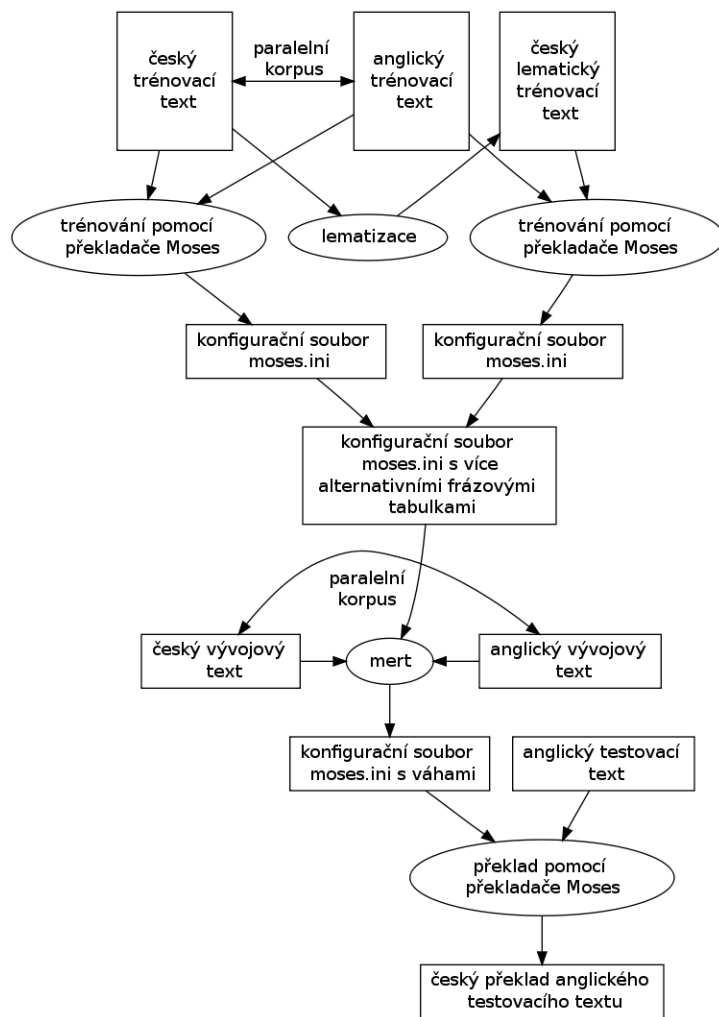 český
trénovací
text
paralelní
korpus
anglický
trénovací
text
český
lematický
trénovací
text
trénování pomocí
překladače Moses
lematizace
trénování pomocí
překladače Moses
konfigurační soubor
moses.ini
konfigurační soubor
moses.ini
konfigurační soubor
moses.ini s více
alternativními frázovými
tabulkami
paralelní
korpus
český vývojový
text
mert
anglický vývojový
text
konfigurační soubor
moses.ini s váhami
anglický testovací
text
překlad pomocí
překladače Moses
český překlad anglického
testovacího textu